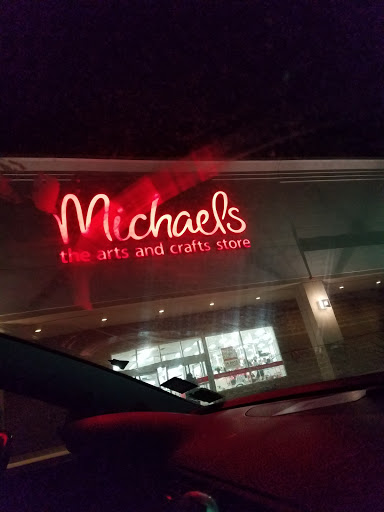 Michaels
the arts and crafts store